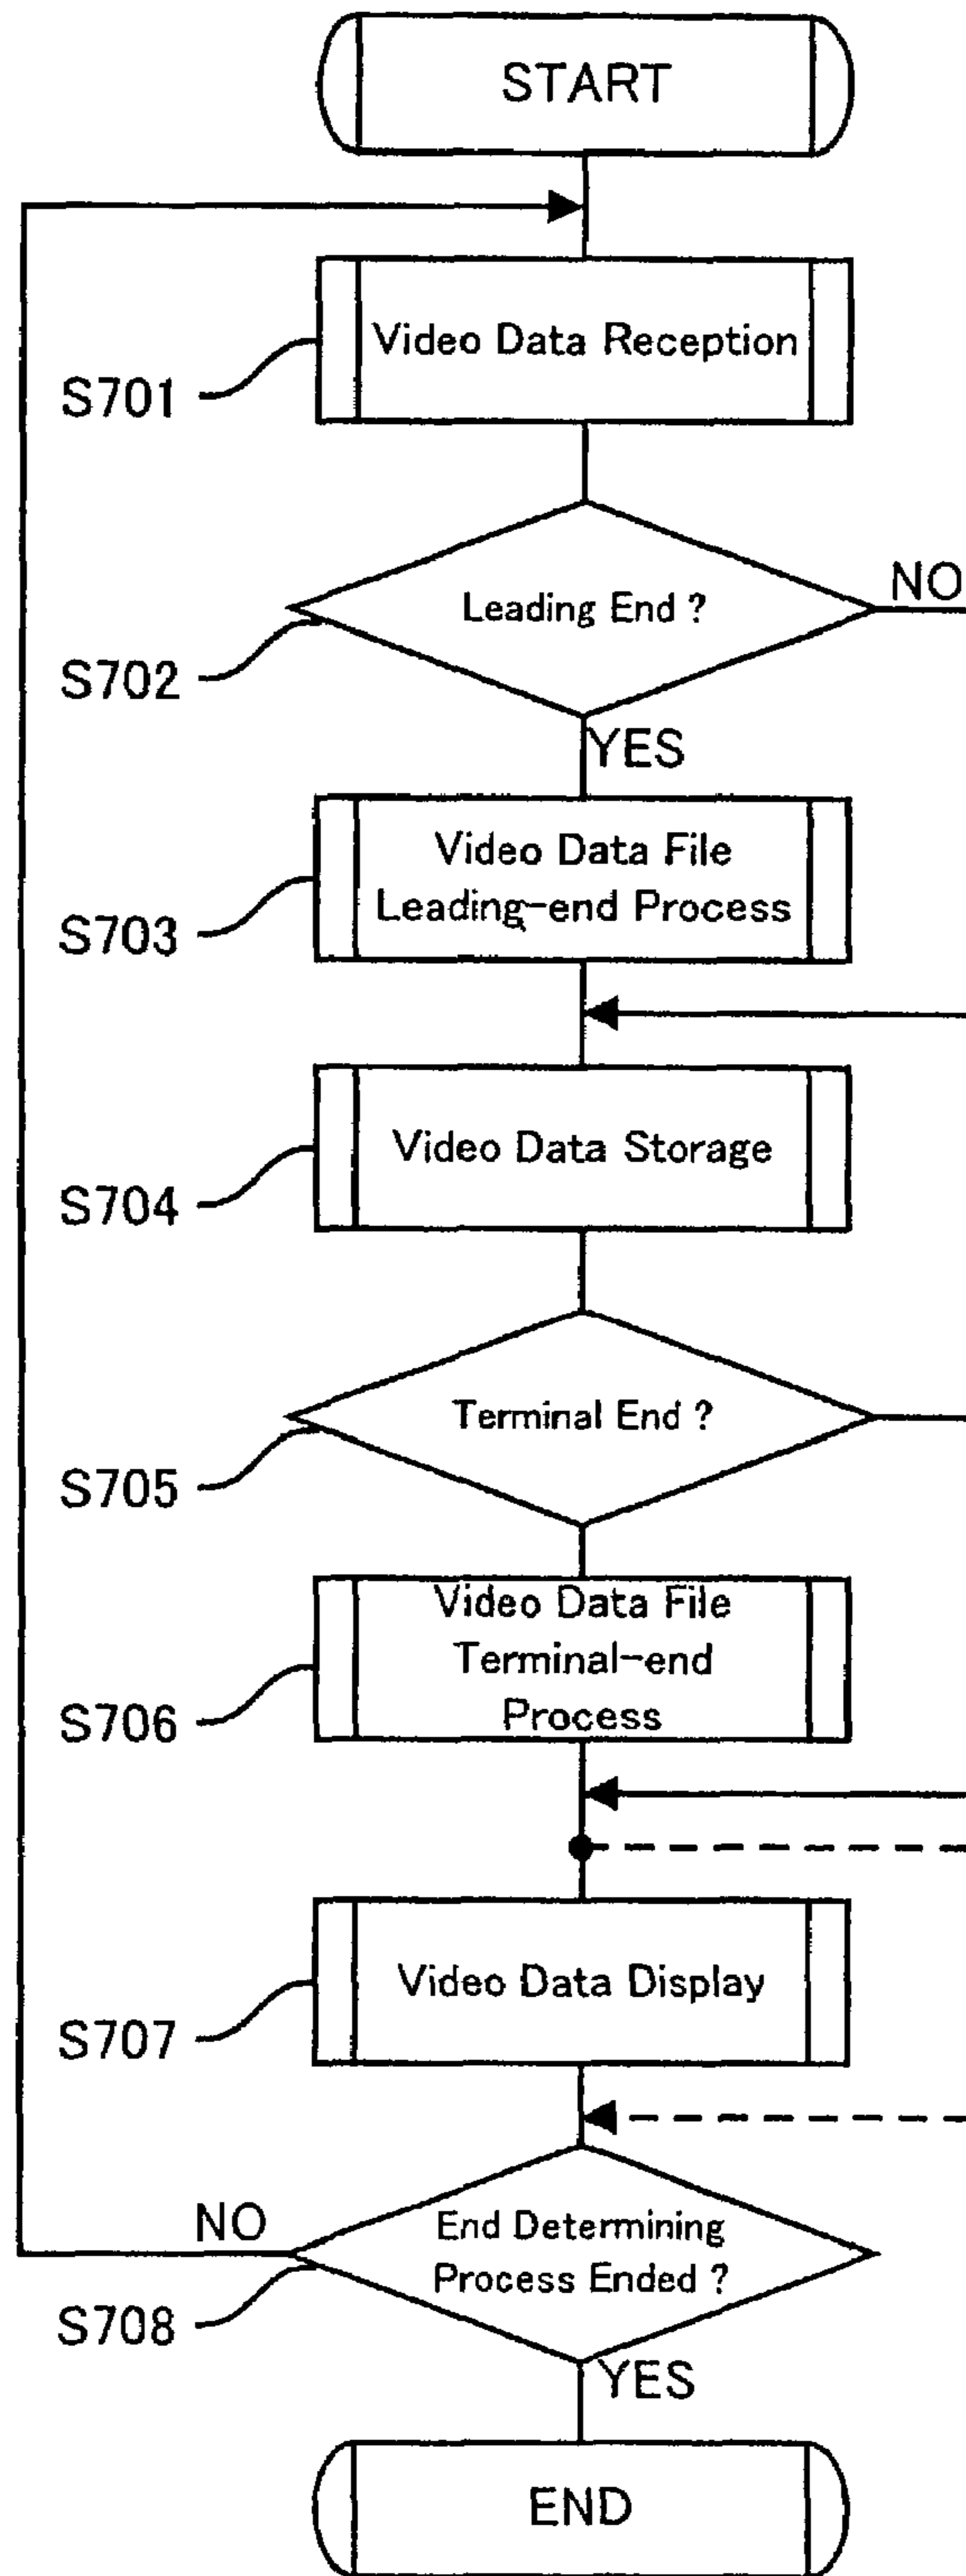 START
Video Data Reception
S701
NO
Leading End ?
S702
YES
Video Data File
Leading-end Process
S703
Video Data Storage
S704
Terminal End ?
S705
Video Data File
Terminal-end
Process
S706
Video Data Display
S707
NO
End Determining
Process Ended ?
S708
YES
END